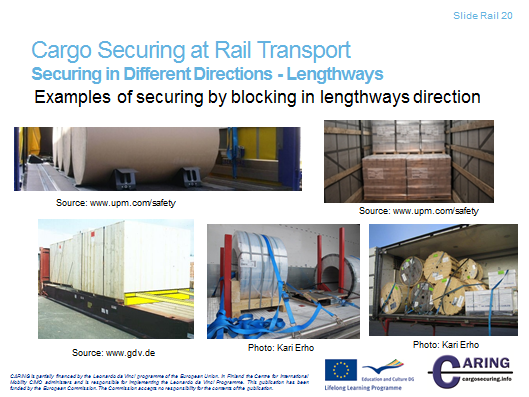 Slide Rail 20
Cargo Securing at Rail Transport
Securing in Different Directions - Lengthways
Examples of securing by blocking in lengthways direction
Source: www.upm.com/safety
Source: www.upm.com/safety
Source: www.gdv.de
Photo: Kari Erho
Photo: Kari Erho
CARING is partially financed by the Leonardo da Vinci programme of the European Union. In Finland the Centre for International
Mobility CIMO administers and is responsible for implementing the Leonardo da Vinci Programme. This publication has been
funded by the European Commission. The Commission accepts no responsibility for the contents of the publication.
Education and Culture DG
Lifelong Learning Programme
CARING
cargosecuring.info